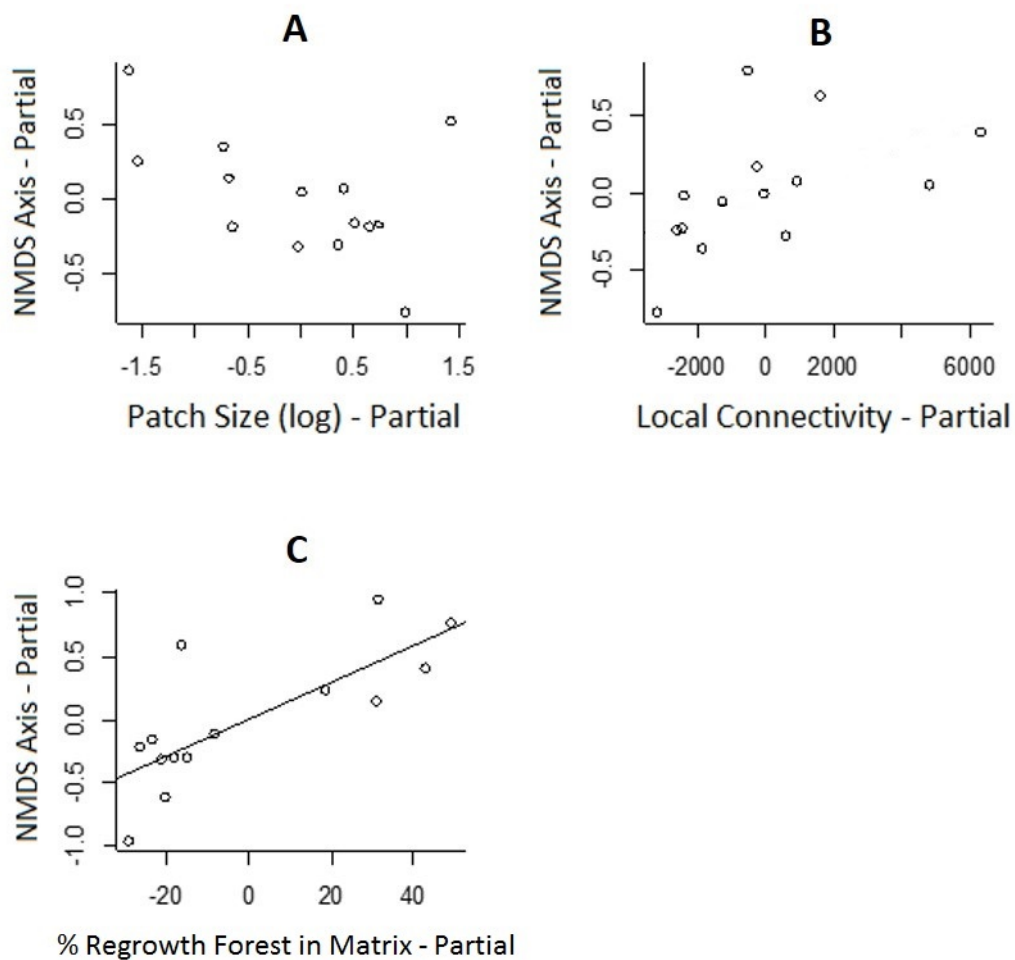 A
NMDS Axis - Partial
0.5
0.0
-0.5
-1.5 -0.5 0.5 1.5
Patch Size (log) - Partial
B
NMDS Axis - Partial
0.5
0.0
-0.5
-2000 0 2000 6000
Local Connectivity - Partial
C
NMDS Axis - Partial
1.0
0.5
0.0
-0.5
-1.0
-20 0 20 40
% Regrowth Forest in Matrix - Partial